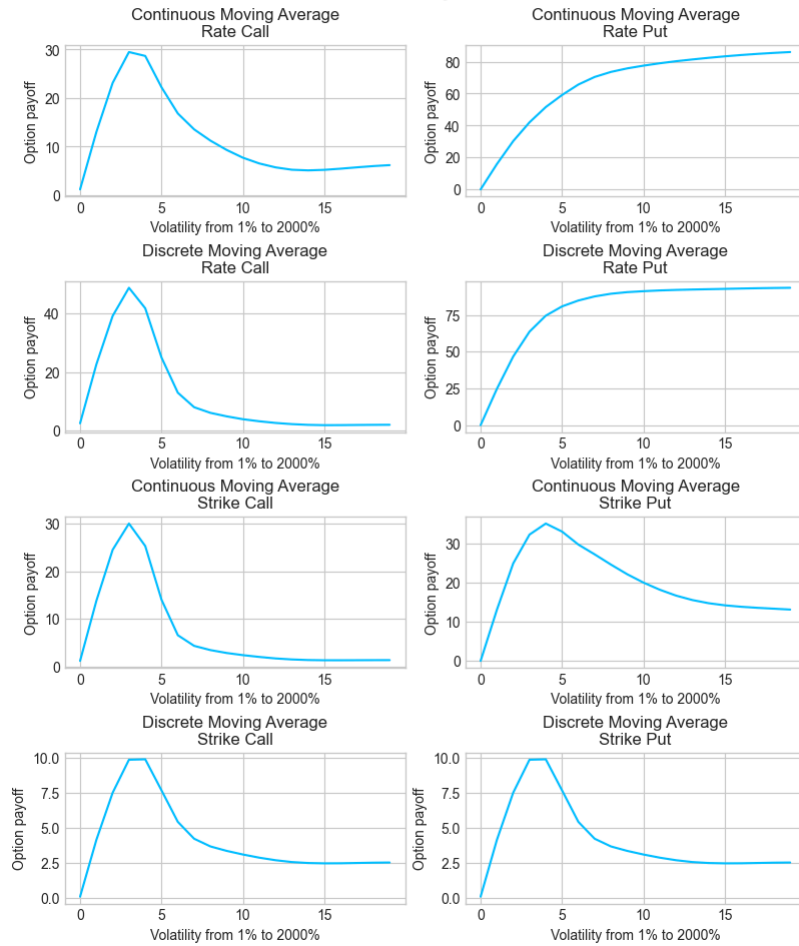 Continuous Moving Average
Rate Call
Option payoff
30
20
10
0
0
5
10
15
Volatility from 1% to 2000%
Continuous Moving Average
Rate Put
Option payoff
80
60
40
20
0
0
5
10
15
Volatility from 1% to 2000%
Discrete Moving Average
Rate Call
Option payoff
40
20
0
0
5
10
15
Volatility from 1% to 2000%
Discrete Moving Average
Rate Put
Option payoff
75
50
25
0
0
5
10
15
Volatility from 1% to 2000%
Continuous Moving Average
Strike Call
Option payoff
30
20
10
0
0
5
10
15
Volatility from 1% to 2000%
Continuous Moving Average
Strike Put
Option payoff
30
20
10
0
0
5
10
15
Volatility from 1% to 2000%
Discrete Moving Average
Strike Call
Option payoff
10.0
7.5
5.0
2.5
0.0
0
5
10
15
Volatility from 1% to 2000%
Discrete Moving Average
Strike Put
Option payoff
10.0
7.5
5.0
2.5
0.0
0
5
10
15
Volatility from 1% to 2000%